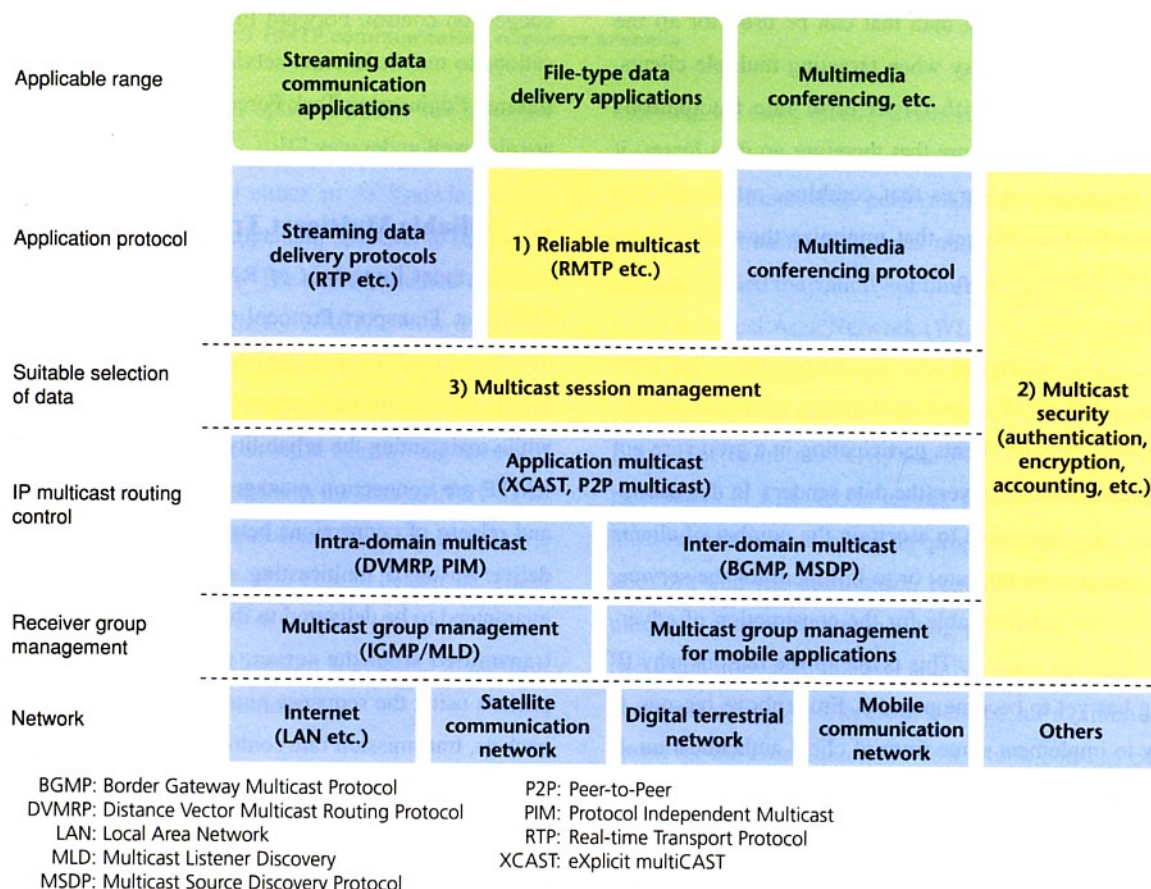 Applicable range
Streaming data
communication
applications
File-type data
delivery applications
Multimedia
conferencing, etc.
Application protocol
Streaming data
delivery protocols
(RTP etc.)
1) Reliable multicast
(RMTP etc.)
Multimedia
conferencing protocol
Suitable selection
of data
3) Multicast session management
2) Multicast
security
(authentication,
encryption,
accounting, etc.)
IP multicast routing
control
Application multicast
(XCAST, P2P multicast)
Intra-domain multicast
(DVMRP, PIM)
Inter-domain multicast
(BGMP, MSDP)
Receiver group
management
Multicast group management
(IGMP/MLD)
Multicast group management
for mobile applications
Network
Internet
(LAN etc.)
Satellite
communication
network
Digital terrestrial
network
Mobile
communication
network
Others
BGMP: Border Gateway Multicast Protocol
DVMRP: Distance Vector Multicast Routing Protocol
LAN: Local Area Network
MLD: Multicast Listener Discovery
MSDP: Multicast Source Discovery Protocol
P2P: Peer-to-Peer
PIM: Protocol Independent Multicast
RTP: Real-time Transport Protocol
XCAST: eXplicit multiCAST